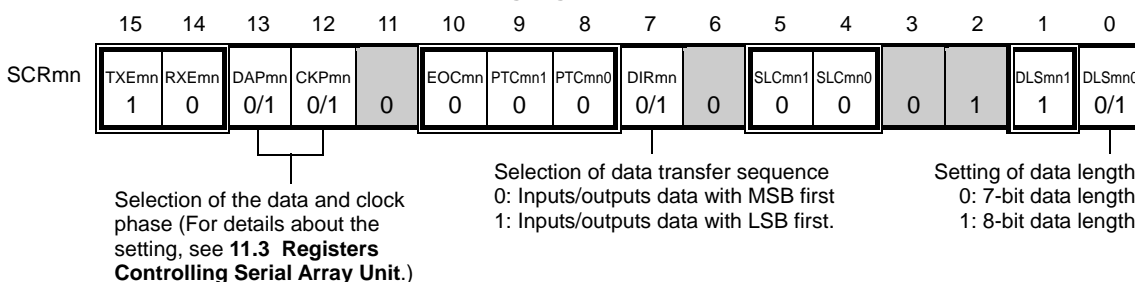 15 14 13 12 11 10 9 8 7 6 5 4 3 2 1 0
SCRmn TXEmn RXEmn DAPmn CKPmn EOCmn PTCmn1 PTCmn0 DIRmn SLCmn1 SLCmn0 DLSmn1 DLSmn0
1 0 0/1 0/1 0 0 0 0 0/1 0 0 0 0 1 1 0/1
Selection of the data and clock
phase (For details about the
setting, see 11.3 Registers
Controlling Serial Array Unit.)
Selection of data transfer sequence
0: Inputs/outputs data with MSB first
1: Inputs/outputs data with LSB first.
Setting of data length
0: 7-bit data length
1: 8-bit data length